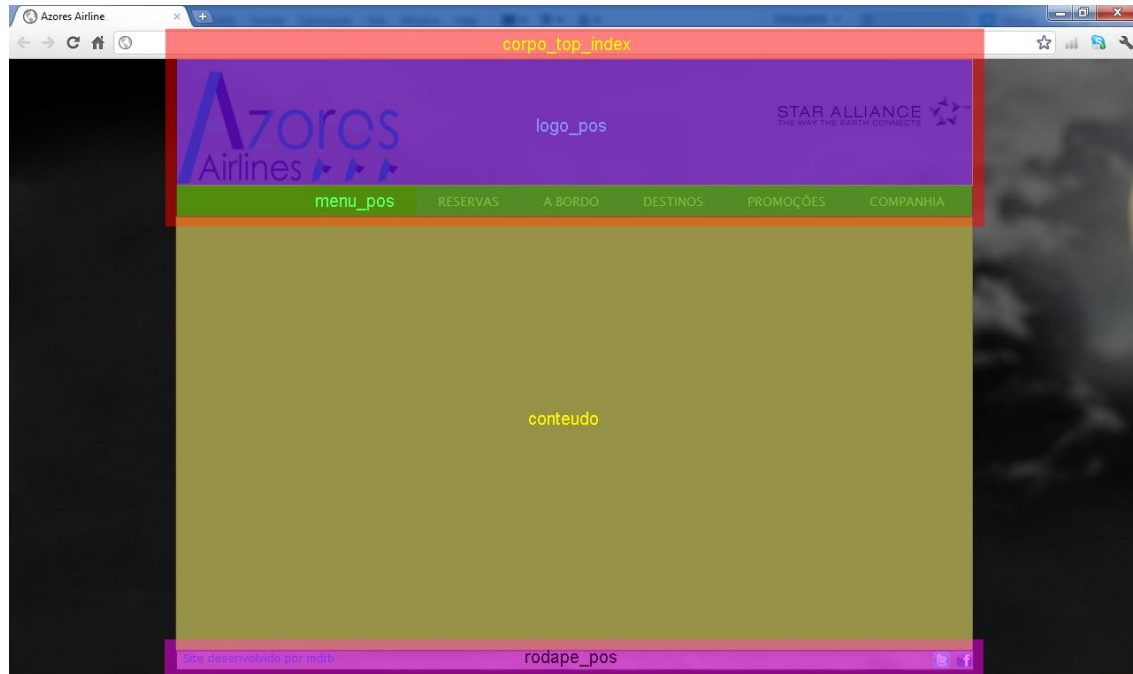 Azores Airline
corpo_top_index
Azores
Airlines
logo_pos
STAR ALLIANCE
THE WAY THE EARTH CONNECTS
menu_pos RESERVAS A BORDO DESTINOS PROMOÇÕES COMPANHIA
conteudo
Site desenvolvido por mdrb rodape_pos